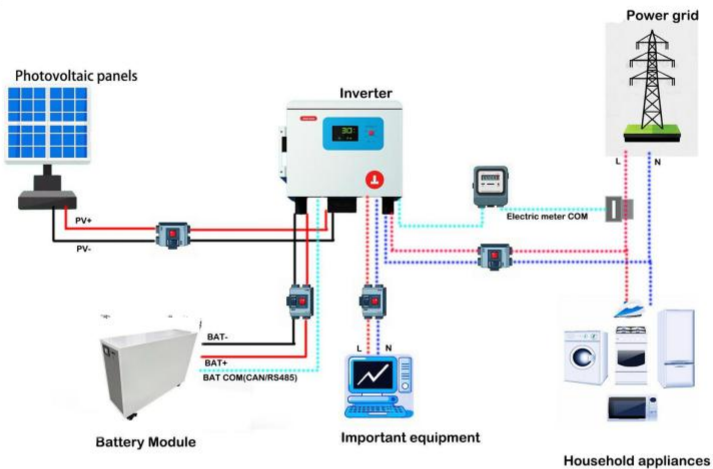 Power grid
Photovoltaic panels
Inverter
L
N
PV+
Electric meter COM
PV-
BAT-
BAT+
L
N
BAT COM(CAN/RS485)
Battery Module
Important equipment
Household appliances